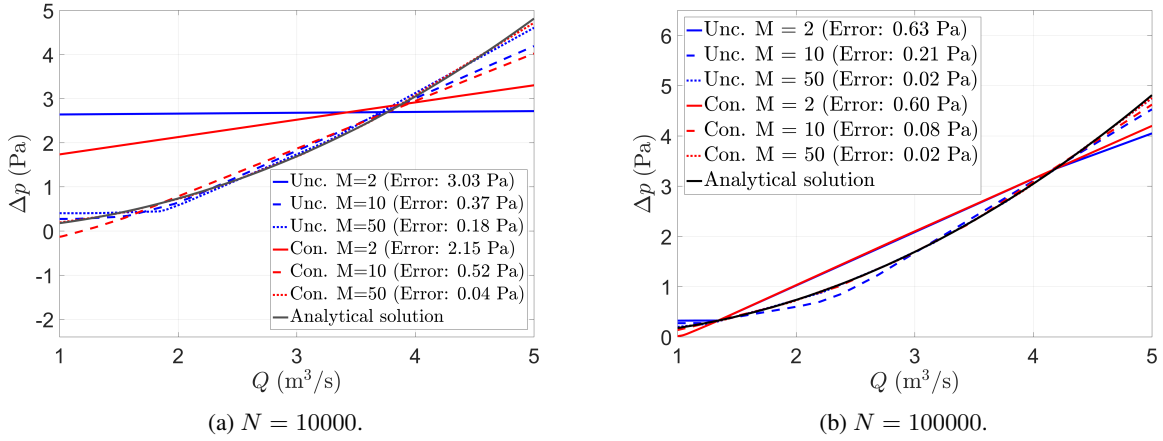 5
4
3
2
1
0
-1
-2
Δp (Pa)
Unc. M=2 (Error: 3.03 Pa)
Unc. M=10 (Error: 0.37 Pa)
Unc. M=50 (Error: 0.18 Pa)
Con. M=2 (Error: 2.15 Pa)
Con. M=10 (Error: 0.52 Pa)
Con. M=50 (Error: 0.04 Pa)
Analytical solution
1 2 3 4 5
Q (m³/s)
(a) N = 10000.
6
5
4
3
2
1
0
Δp (Pa)
Unc. M = 2 (Error: 0.63 Pa)
Unc. M = 10 (Error: 0.21 Pa)
Unc. M = 50 (Error: 0.02 Pa)
Con. M = 2 (Error: 0.60 Pa)
Con. M = 10 (Error: 0.08 Pa)
Con. M = 50 (Error: 0.02 Pa)
Analytical solution
1 2 3 4 5
Q (m³/s)
(b) N = 100000.